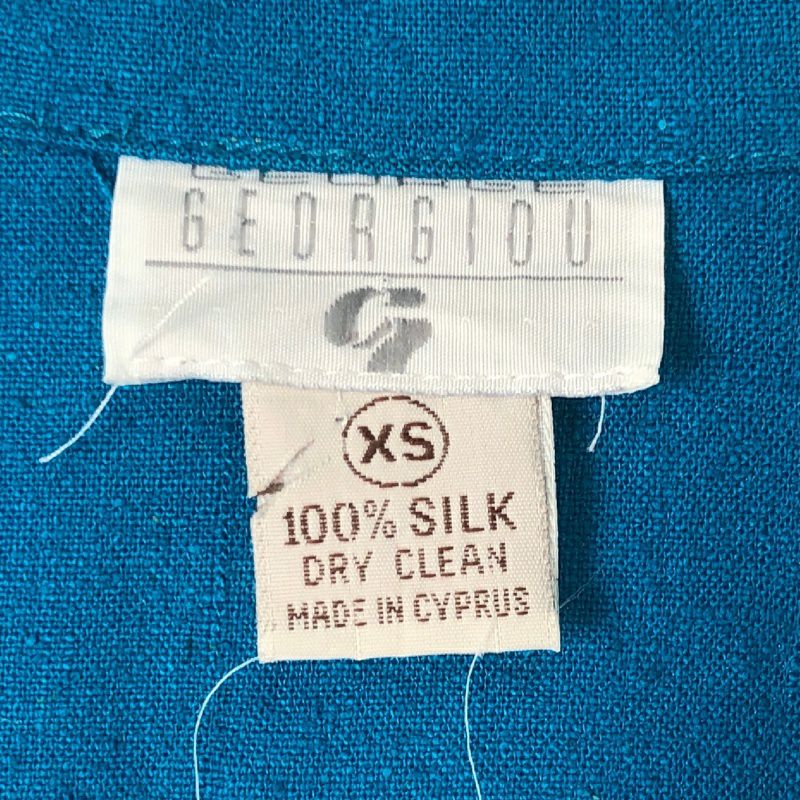 GEORGIOU
G
XS
100% SILK
DRY CLEAN
MADE IN CYPRUS